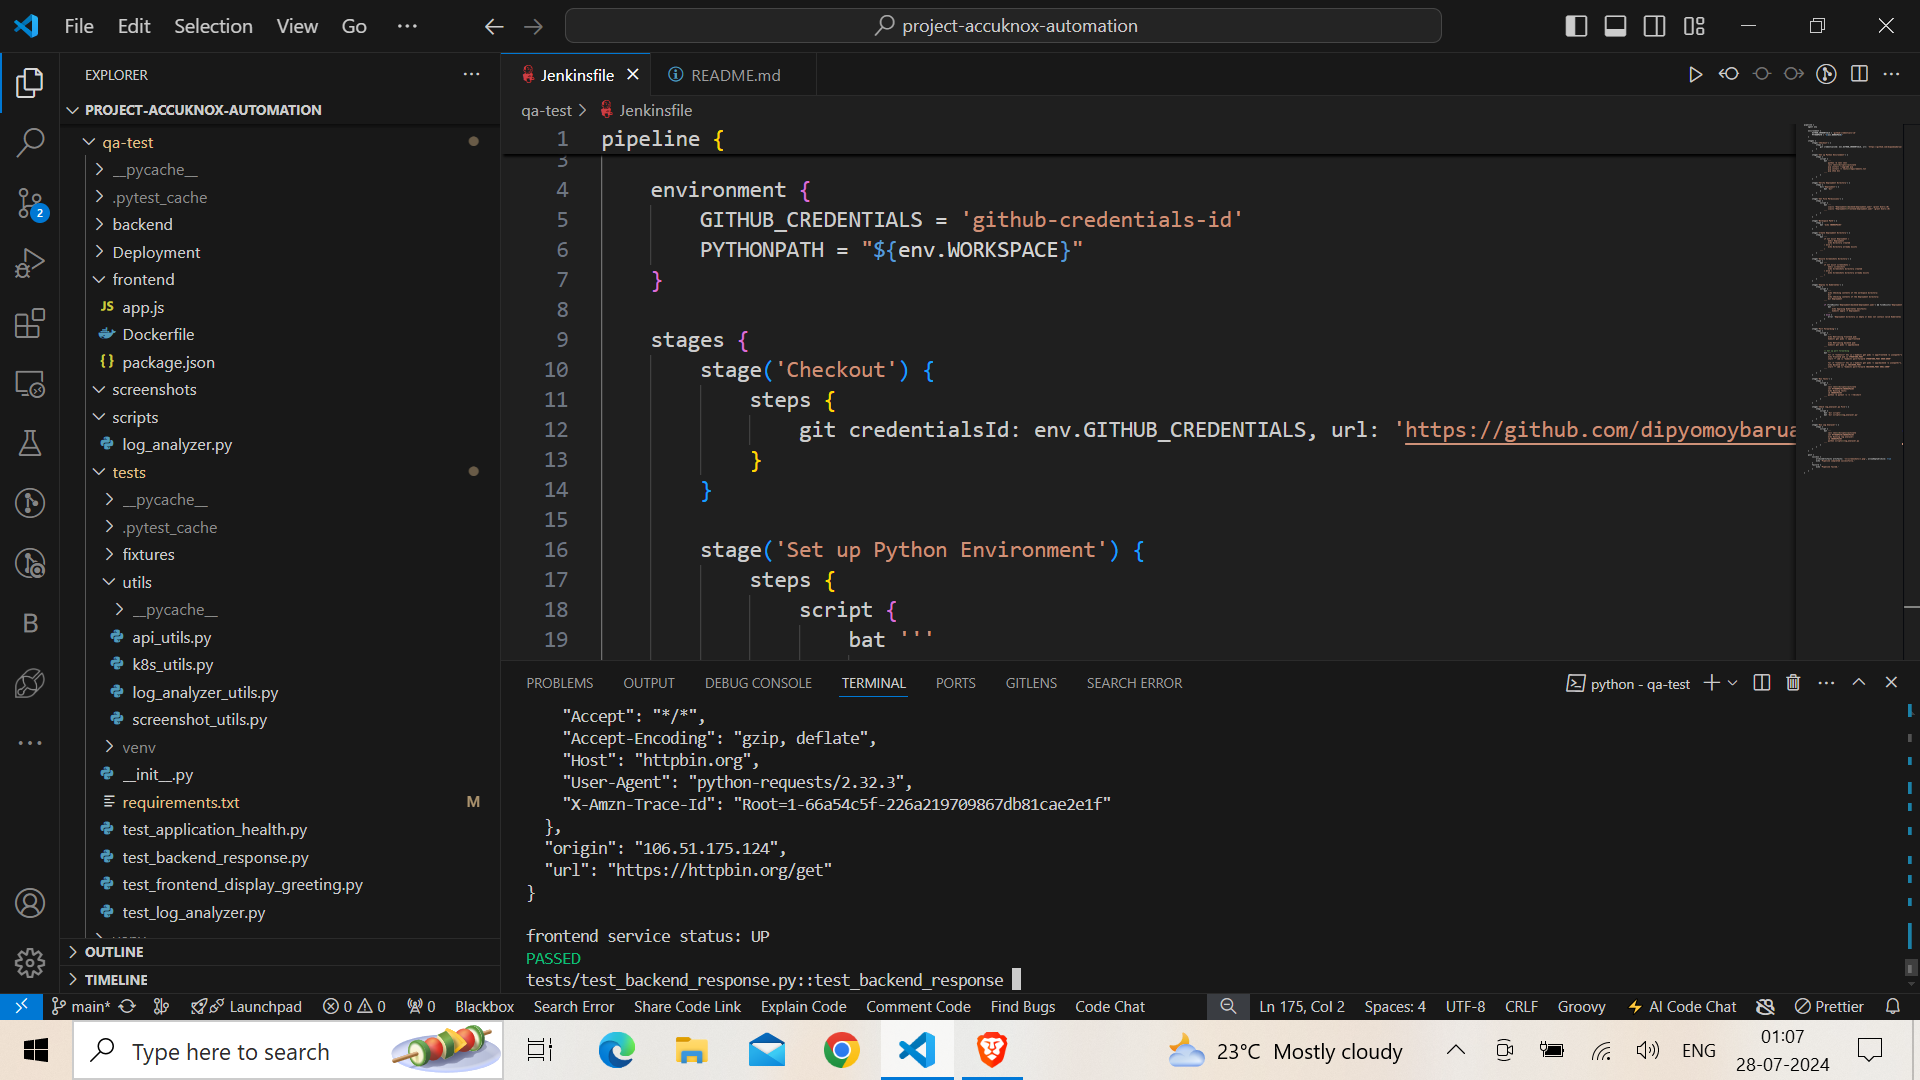 File Edit Selection View Go ···
project-accuknox-automation
EXPLORER
PROJECT-ACCUKNOX-AUTOMATION
qa-test
__pycache__
.pytest_cache
backend
Deployment
frontend
JS app.js
Dockerfile
{} package.json
screenshots
scripts
log_analyzer.py
tests
__pycache__
.pytest_cache
fixtures
utils
__pycache__
api_utils.py
k8s_utils.py
log_analyzer_utils.py
screenshot_utils.py
venv
__init__.py
requirements.txt M
test_application_health.py
test_backend_response.py
test_frontend_display_greeting.py
test_log_analyzer.py
OUTLINE
TIMELINE
2
B
Jenkinsfile README.md
qa-test > Jenkinsfile
1 pipeline {
3
4 environment {
5 GITHUB_CREDENTIALS = 'github-credentials-id'
6 PYTHONPATH = "${env.WORKSPACE}"
7 }
8
9 stages {
10 stage('Checkout') {
11 steps {
12 git credentialsId: env.GITHUB_CREDENTIALS, url: 'https://github.com/dipyomoybarua
13 }
14 }
15
16 stage('Set up Python Environment') {
17 steps {
18 script {
19 bat '''
PROBLEMS OUTPUT DEBUG CONSOLE TERMINAL PORTS GITLENS SEARCH ERROR
python - qa-test
"Accept": "*/*",
"Accept-Encoding": "gzip, deflate",
"Host": "httpbin.org",
"User-Agent": "python-requests/2.32.3",
"X-Amzn-Trace-Id": "Root=1-66a54c5f-226a219709867db81cae2e1f"
},
"origin": "106.51.175.124",
"url": "https://httpbin.org/get"
}
frontend service status: UP
PASSED
tests/test_backend_response.py::test_backend_response
main* Launchpad 0 0 0 Blackbox Search Error Share Code Link Explain Code Comment Code Find Bugs Code Chat Ln 175, Col 2 Spaces: 4 UTF-8 CRLF Groovy AI Code Chat Prettier
Type here to search
23°C Mostly cloudy
ENG
01:07
28-07-2024